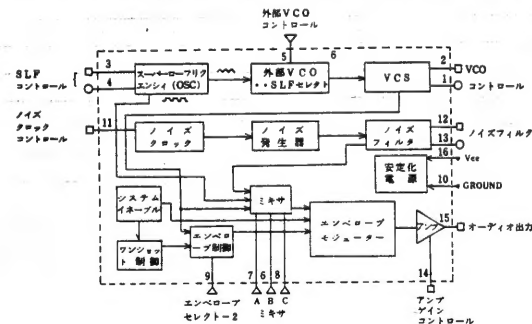 外部VCO
コントロール
5
6
3
SLF
コントロール
4
スーパーローフリク
エンシィ(OSC)
外部VCO
・・SLFセレクト
VCS
2
VCO
1
コントロール
ノイズ
クロック
コントロール
11
ノイズ
クロック
ノイズ
発生器
ノイズ
フィルタ
12
13
ノイズフィルタ
16
Vcc
安定化
電源
10
GROUND
システム
イネーブル
ミキサ
エンベロープ
モジューター
アンプ
15
オーディオ出力
ワンショッ
ト制御
エンベロ
ープ制御
9
7
6
8
A
B
C
14
エンベロープ
セレクト−2
ミキサ
アンプ
ゲイン
コントロール